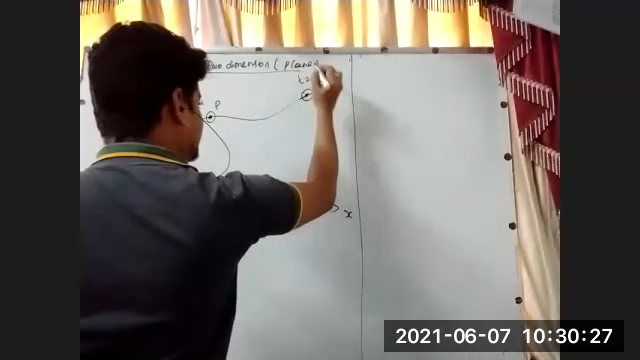 Two dimension ( Plane)
t=
P
x
2021-06-07 10:30:27